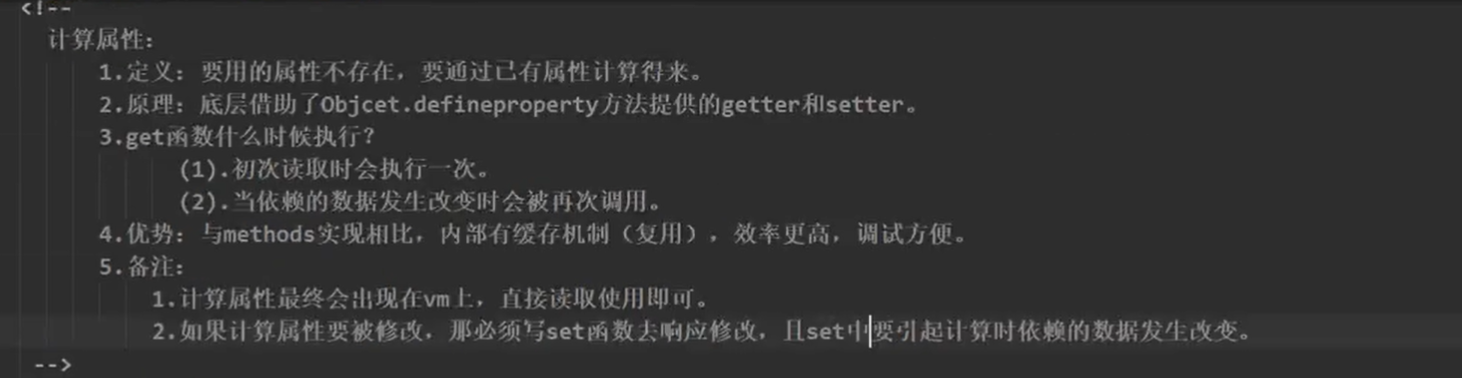 <!--
计算属性:
1.定义: 要用的属性不存在，要通过已有属性计算得来。
2.原理: 底层借助了Objcet.defineproperty方法提供的getter和setter。
3.get函数什么时候执行?
(1).初次读取时会执行一次。
(2).当依赖的数据发生改变时会被再次调用。
4.优势: 与methods实现相比，内部有缓存机制（复用），效率更高，调试方便。
5.备注:
1.计算属性最终会出现在vm上，直接读取使用即可。
2.如果计算属性要被修改，那必须写set函数去响应修改，且set中要引起计算时依赖的数据发生改变。
-->